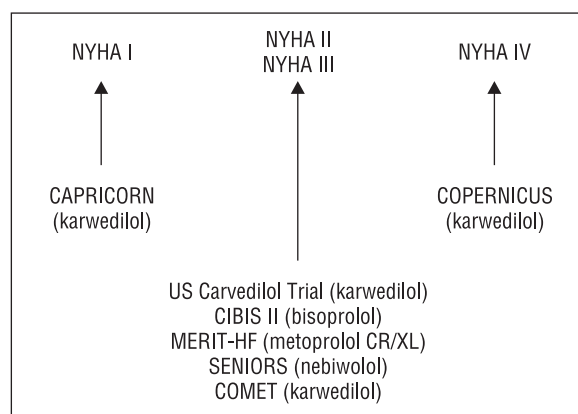 NYHA I
NYHA II
NYHA III
NYHA IV
CAPRICORN
(karwedilol)
COPERNICUS
(karwedilol)
US Carvedilol Trial (karwedilol)
CIBIS II (bisoprolol)
MERIT-HF (metoprolol CR/XL)
SENIORS (nebiwolol)
COMET (karwedilol)